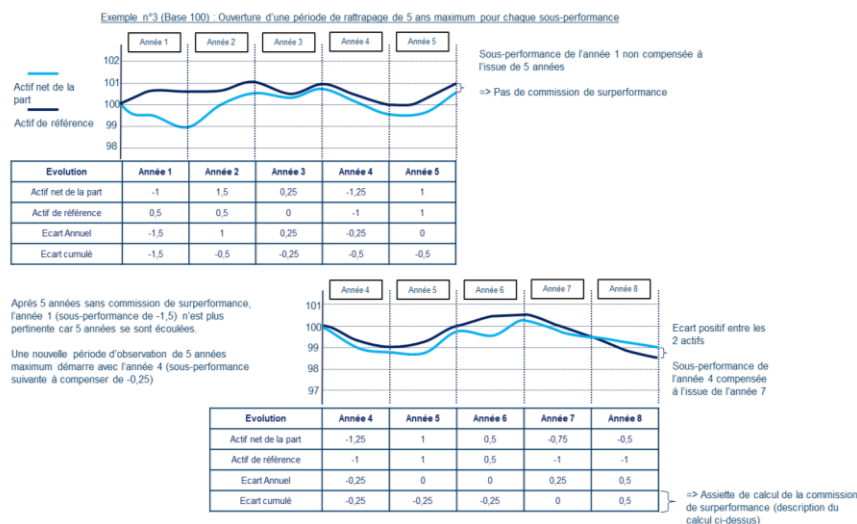 Exemple n°3 (Base 100) : Ouverture d'une période de rattrapage de 5 ans maximum pour chaque sous-performance
Année 1 Année 2 Année 3 Année 4 Année 5
102
101
100
99
98
Actif net de la part
Actif de référence
Sous-performance de l'année 1 non compensée à
l'issue de 5 années
=> Pas de commission de surperformance
Evolution Année 1 Année 2 Année 3 Année 4 Année 5
Actif net de la part -1 1,5 0,25 -1,25 1
Actif de référence 0,5 0,5 0 -1 1
Ecart Annuel -1,5 1 0,25 -0,25 0
Ecart cumulé -1,5 -0,5 -0,25 -0,5 -0,5
Après 5 années sans commission de surperformance,
l'année 1 (sous-performance de -1,5) n'est plus
pertinente car 5 années se sont écoulées.
Une nouvelle période d'observation de 5 années
maximum démarre avec l'année 4 (sous-performance
suivante à compenser de -0,25)
Année 4 Année 5 Année 6 Année 7 Année 8
101
100
99
98
97
Ecart positif entre les
2 actifs
Sous-performance de
l'année 4 compensée
à l'issue de l'année 7
Evolution Année 4 Année 5 Année 6 Année 7 Année 8
Actif net de la part -1,25 1 0,5 -0,75 -0,5
Actif de référence -1 1 0,5 -1 -1
Ecart Annuel -0,25 0 0 0,25 0,5
Ecart cumulé -0,25 -0,25 -0,25 0 0,5
=> Assiette de calcul de la commission
de surperformance (description du
calcul ci-dessus)